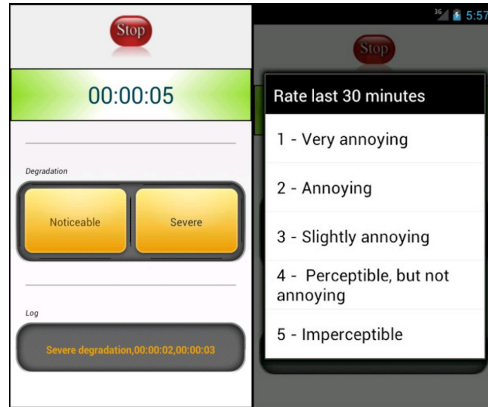 Stop
00:00:05
Degradation
Noticeable
Severe
Log
Severe degradation,00:00:02,00:00:03
3G 5:57
Stop
Rate last 30 minutes
1 - Very annoying
2 - Annoying
3 - Slightly annoying
4 - Perceptible, but not
annoying
5 - Imperceptible